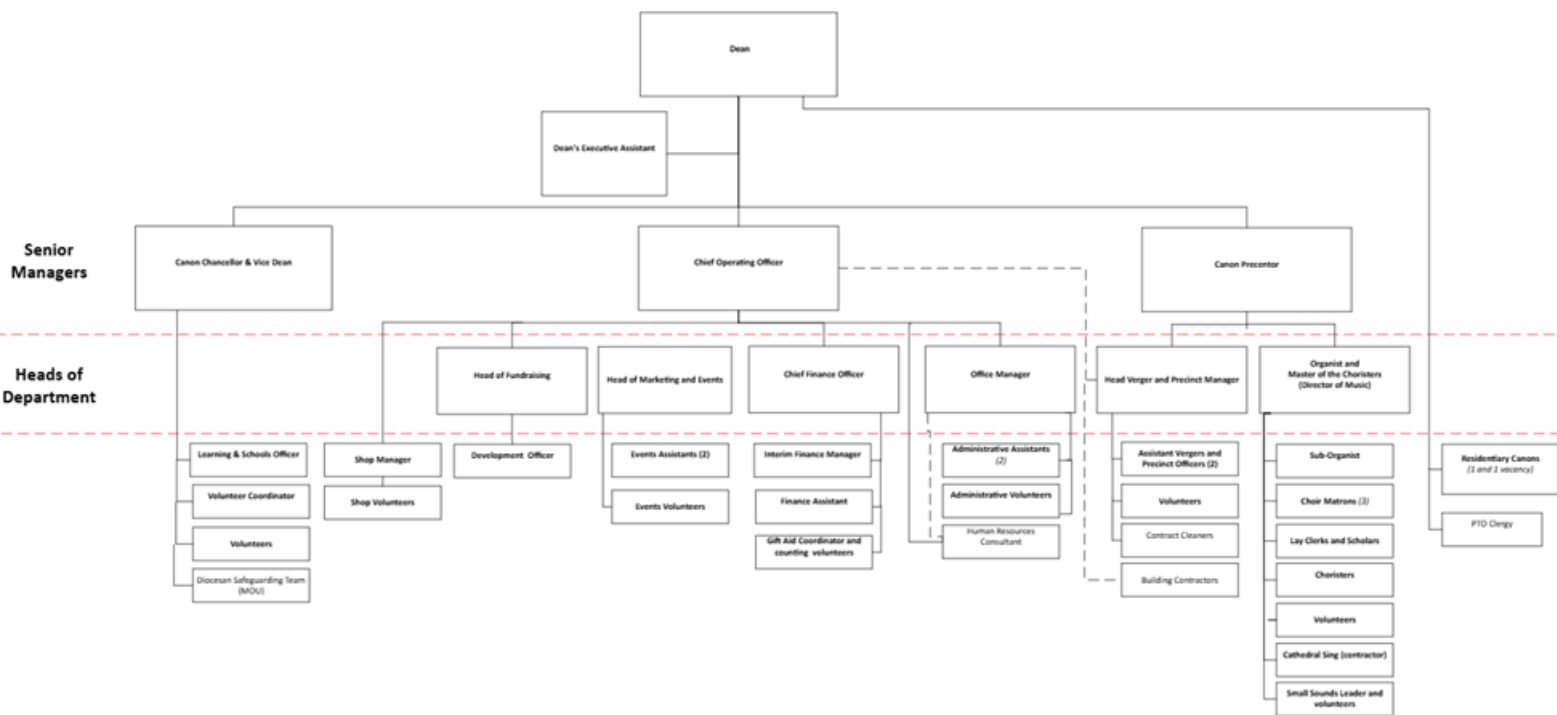 Dean
Dean's Executive Assistant
Senior
Managers
Canon Chancellor & Vice Dean
Chief Operating Officer
Canon Precentor
Heads of
Department
Head of Fundraising
Head of Marketing and Events
Chief Finance Officer
Office Manager
Head Verger and Precinct Manager
Organist and
Master of the Choristers
(Director of Music)
Learning & Schools Officer
Volunteer Coordinator
Volunteers
Diocesan Safeguarding Team
(MOU)
Shop Manager
Shop Volunteers
Development Officer
Events Assistants (2)
Events Volunteers
Interim Finance Manager
Finance Assistant
Gift Aid Coordinator and
counting volunteers
Administrative Assistants
(2)
Administrative Volunteers
Human Resources
Consultant
Assistant Vergers and
Precinct Officers (2)
Volunteers
Contract Cleaners
Building Contractors
Sub-Organist
Choir Matrons (3)
Lay Clerks and Scholars
Choristers
Volunteers
Cathedral Sing (contractor)
Small Sounds Leader and
volunteers
Residentiary Canons
(1 and 1 vacancy)
PTO Clergy